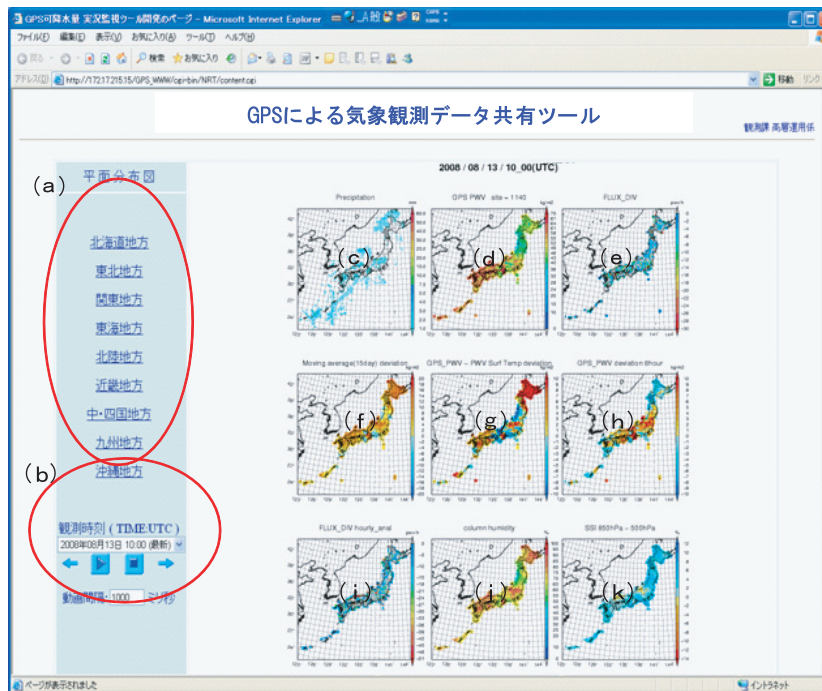 GPS可降水量 実況監視ツール開発のページ - Microsoft Internet Explorer
ファイル(F) 編集(E) 表示(V) お気に入り(A) ツール(T) ヘルプ(H)
戻る 検索 お気に入り
アドレス(D) http://172.17.215.15/GPS_WWW/cgi-bin/NRT/content.cgi 移動 リンク
GPSによる気象観測データ共有ツール
観測課 高層運用係
(a)
平面分布図
北海道地方
東北地方
関東地方
東海地方
北陸地方
近畿地方
中・四国地方
九州地方
沖縄地方
(b)
観測時刻 (TIME:UTC)
2008年08月13日 10:00 (最新)
動画間隔: 1000 ミリ秒
2008 / 08 / 13 / 10_00(UTC)
Precipitation
(c)
GPS PWV site = 1140
(d)
FLUX_DIV
(e)
Moving average(15day) deviation
(f)
GPS_PWV - PWV Surf Temp deviation
(g)
GPS_PWV deviation 6hour
(h)
FLUX_DIV hourly_anal
(i)
column humidity
(j)
SSI 850hPa - 500hPa
(k)
ページが表示されました
イントラネット